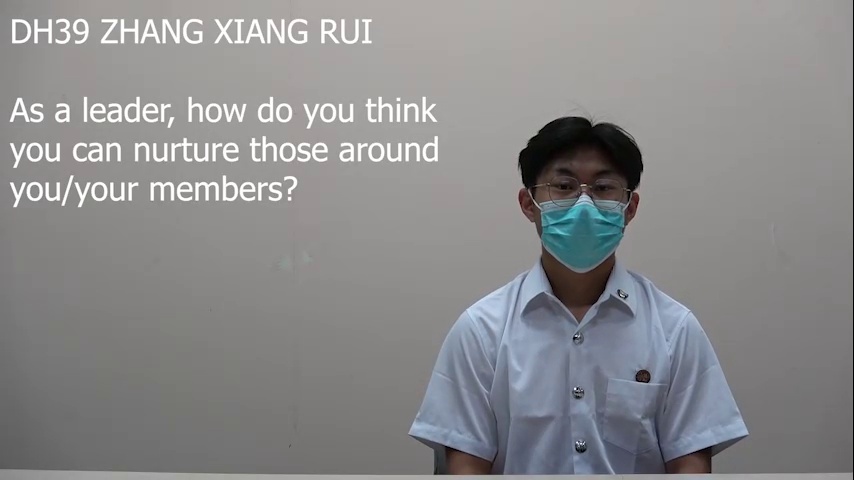 DH39 ZHANG XIANG RUI
As a leader, how do you think
you can nurture those around
you/your members?